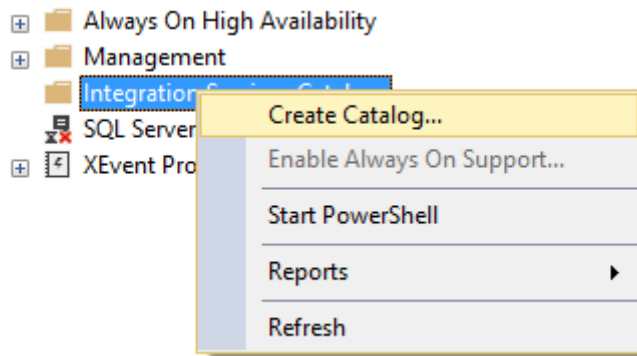 Always On High Availability
Management
Integration
Create Catalog...
SQL Server
Enable Always On Support...
XEvent Pro
Start PowerShell
Reports
Refresh